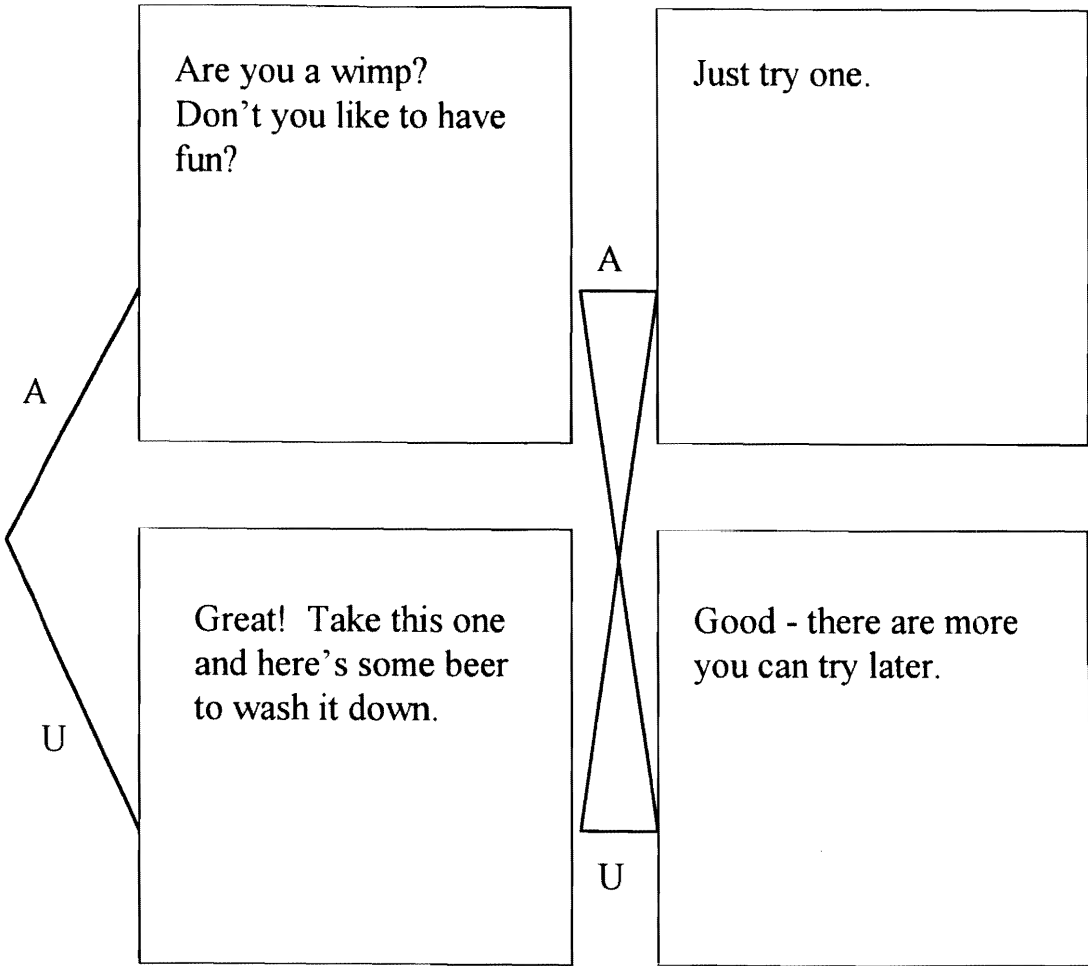 Are you a wimp?
Don't you like to have
fun?
Just try one.
A
A
Great!  Take this one
and here's some beer
to wash it down.
Good - there are more
you can try later.
U
U